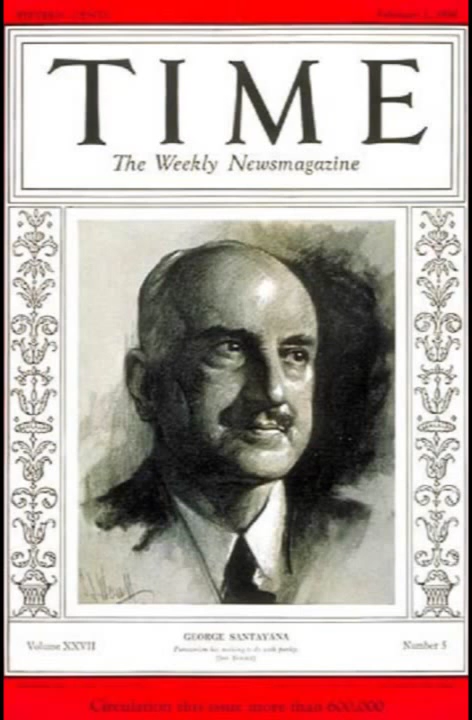 TIME
The Weekly Newsmagazine
GEORGE SANTAYANA
Volume XXVII
Number 5
Circulation this issue more than 600,000